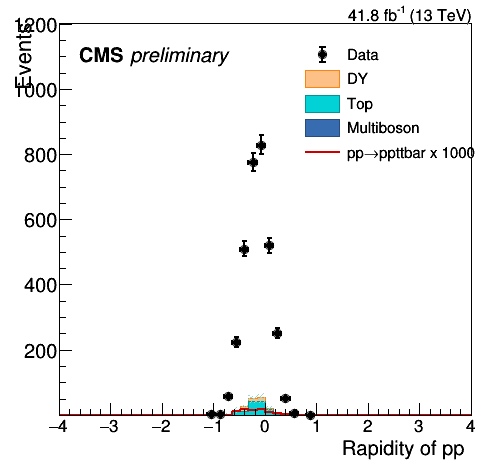 41.8 fb⁻¹ (13 TeV)
Events
CMS preliminary
Data
DY
Top
Multiboson
pp→ppttbar x 1000
1200
1000
800
600
400
200
−4 −3 −2 −1 0 1 2 3 4
Rapidity of pp